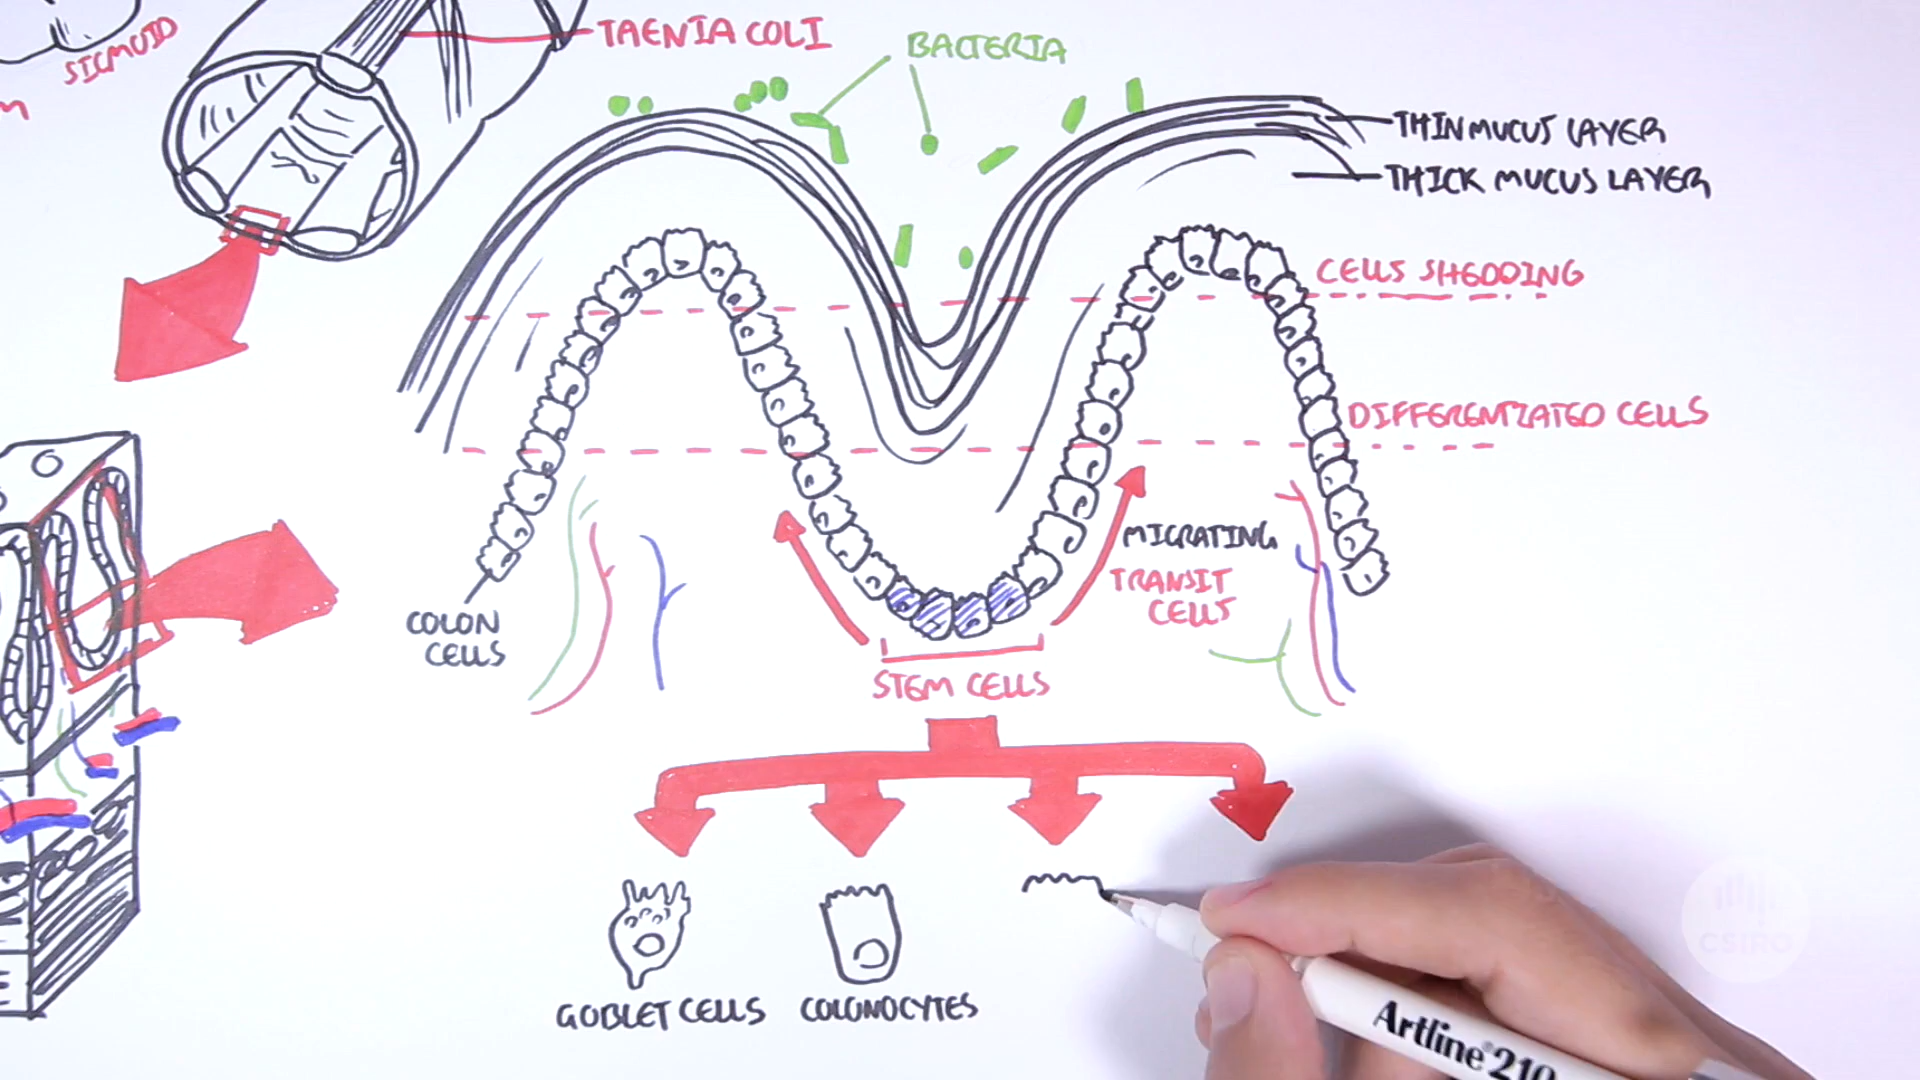 SIGMOID
M
TAENIA COLI
BACTERIA
THIN MUCUS LAYER
THICK MUCUS LAYER
CELLS SHEDDING
DIFFERENTIATED CELLS
MIGRATING
TRANSIT
CELLS
COLON
CELLS
STEM CELLS
GOBLET CELLS
COLONOCYTES
Artline 210
CSIRO